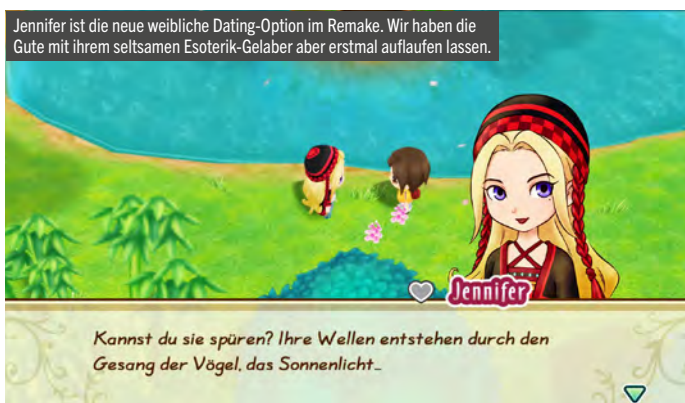 Jennifer ist die neue weibliche Dating-Option im Remake. Wir haben die
Gute mit ihrem seltsamen Esoterik-Gelaber aber erstmal auflaufen lassen.
Jennifer
Kannst du sie spüren? Ihre Wellen entstehen durch den
Gesang der Vögel, das Sonnenlicht…